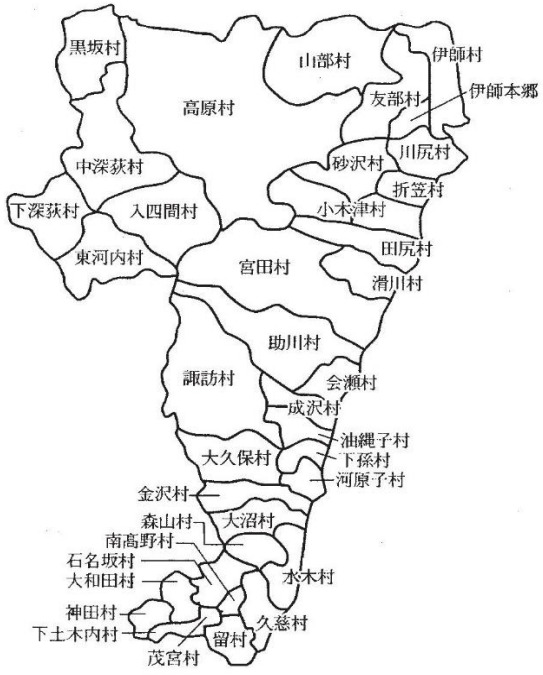 黒坂村
山部村
伊師村
高原村
友部村
伊師本郷
砂沢村
川尻村
中深荻村
折笠村
下深荻村
入四間村
小木津村
東河内村
田尻村
宮田村
滑川村
助川村
諏訪村
会瀬村
成沢村
油縄子村
大久保村
下孫村
河原子村
金沢村
大沼村
森山村
南髙野村
石名坂村
大和田村
水木村
神田村
久慈村
下土木内村
留村
茂宮村